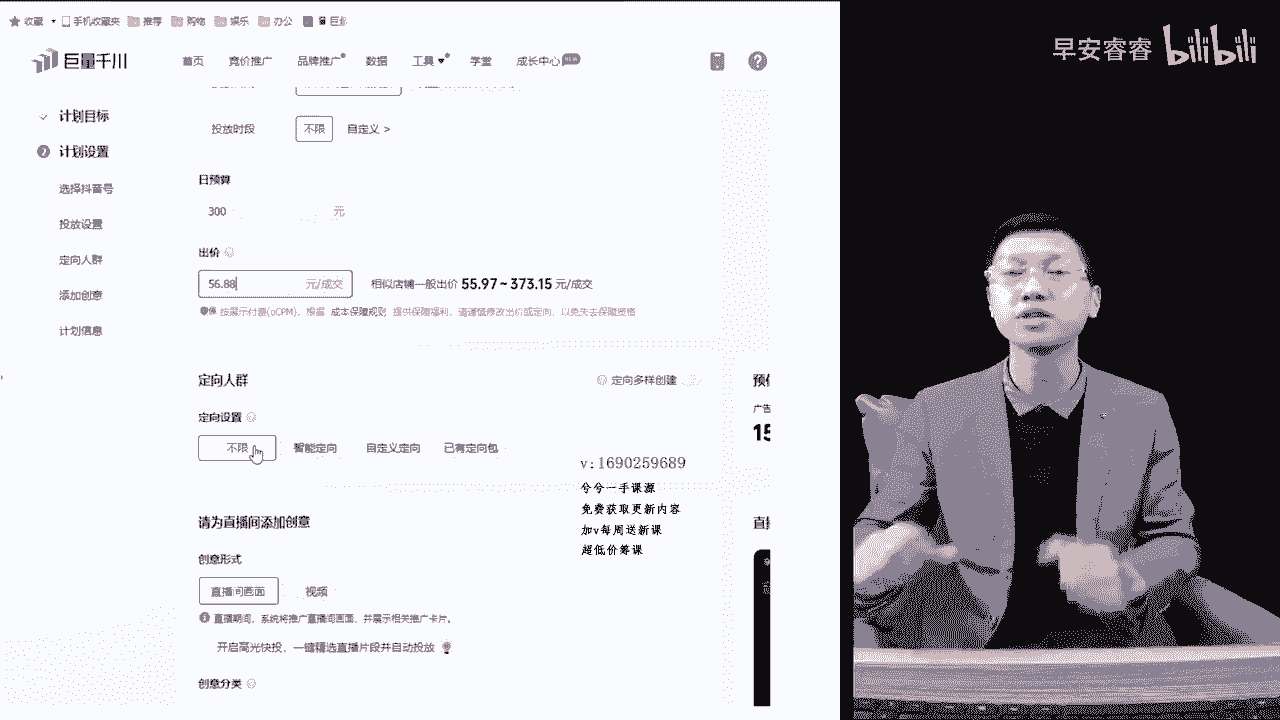 收藏 手机收藏夹 推荐 购物 娱乐 办公
巨量千川 首页 竞价推广 品牌推广 数据 工具 学堂 成长中心 NEW
计划目标
计划设置
选择抖音号
投放设置
定向人群
添加创意
计划信息
投放时段 不限 自定义 >
日预算
300 元
出价
56.88 元/成交 相似店铺一般出价 55.97~373.15 元/成交
按展示付费(oCPM)，根据 成本保障规则 提供保障福利，请谨慎修改出价或定向，以免失去保障资格
定向人群 定向多样创建
定向设置
不限 智能定向 自定义定向 已有定向包
请为直播间添加创意
创意形式
直播间画面 视频
直播期间，系统将推广直播间画面，并展示相关推广卡片。
开启高光快投，一键精选直播片段并自动投放
创意分类
广告
15
v:1690259689
兮兮一手课源
免费获取更新内容
加v每周送新课
超低价筹课
早安睿睿 bilibili